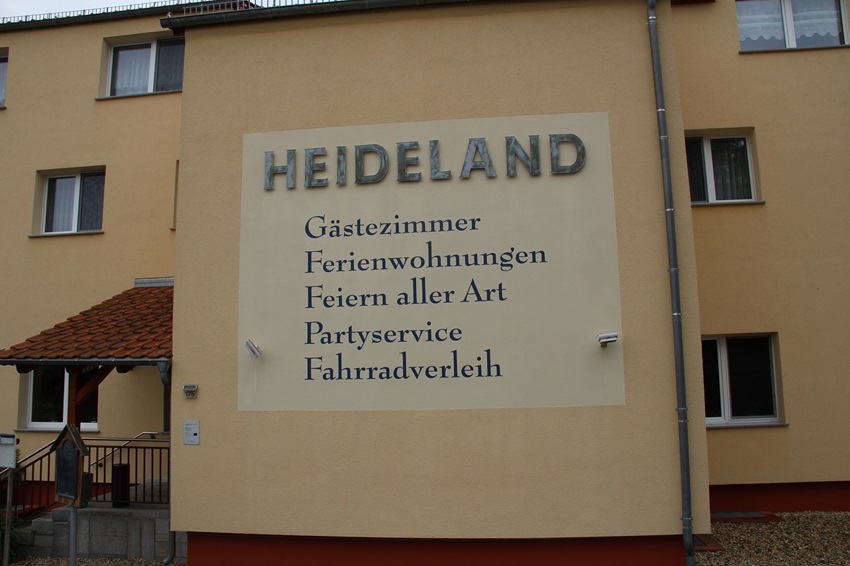 HEIDELAND
Gästezimmer
Ferienwohnungen
Feiern aller Art
Partyservice
Fahrradverleih